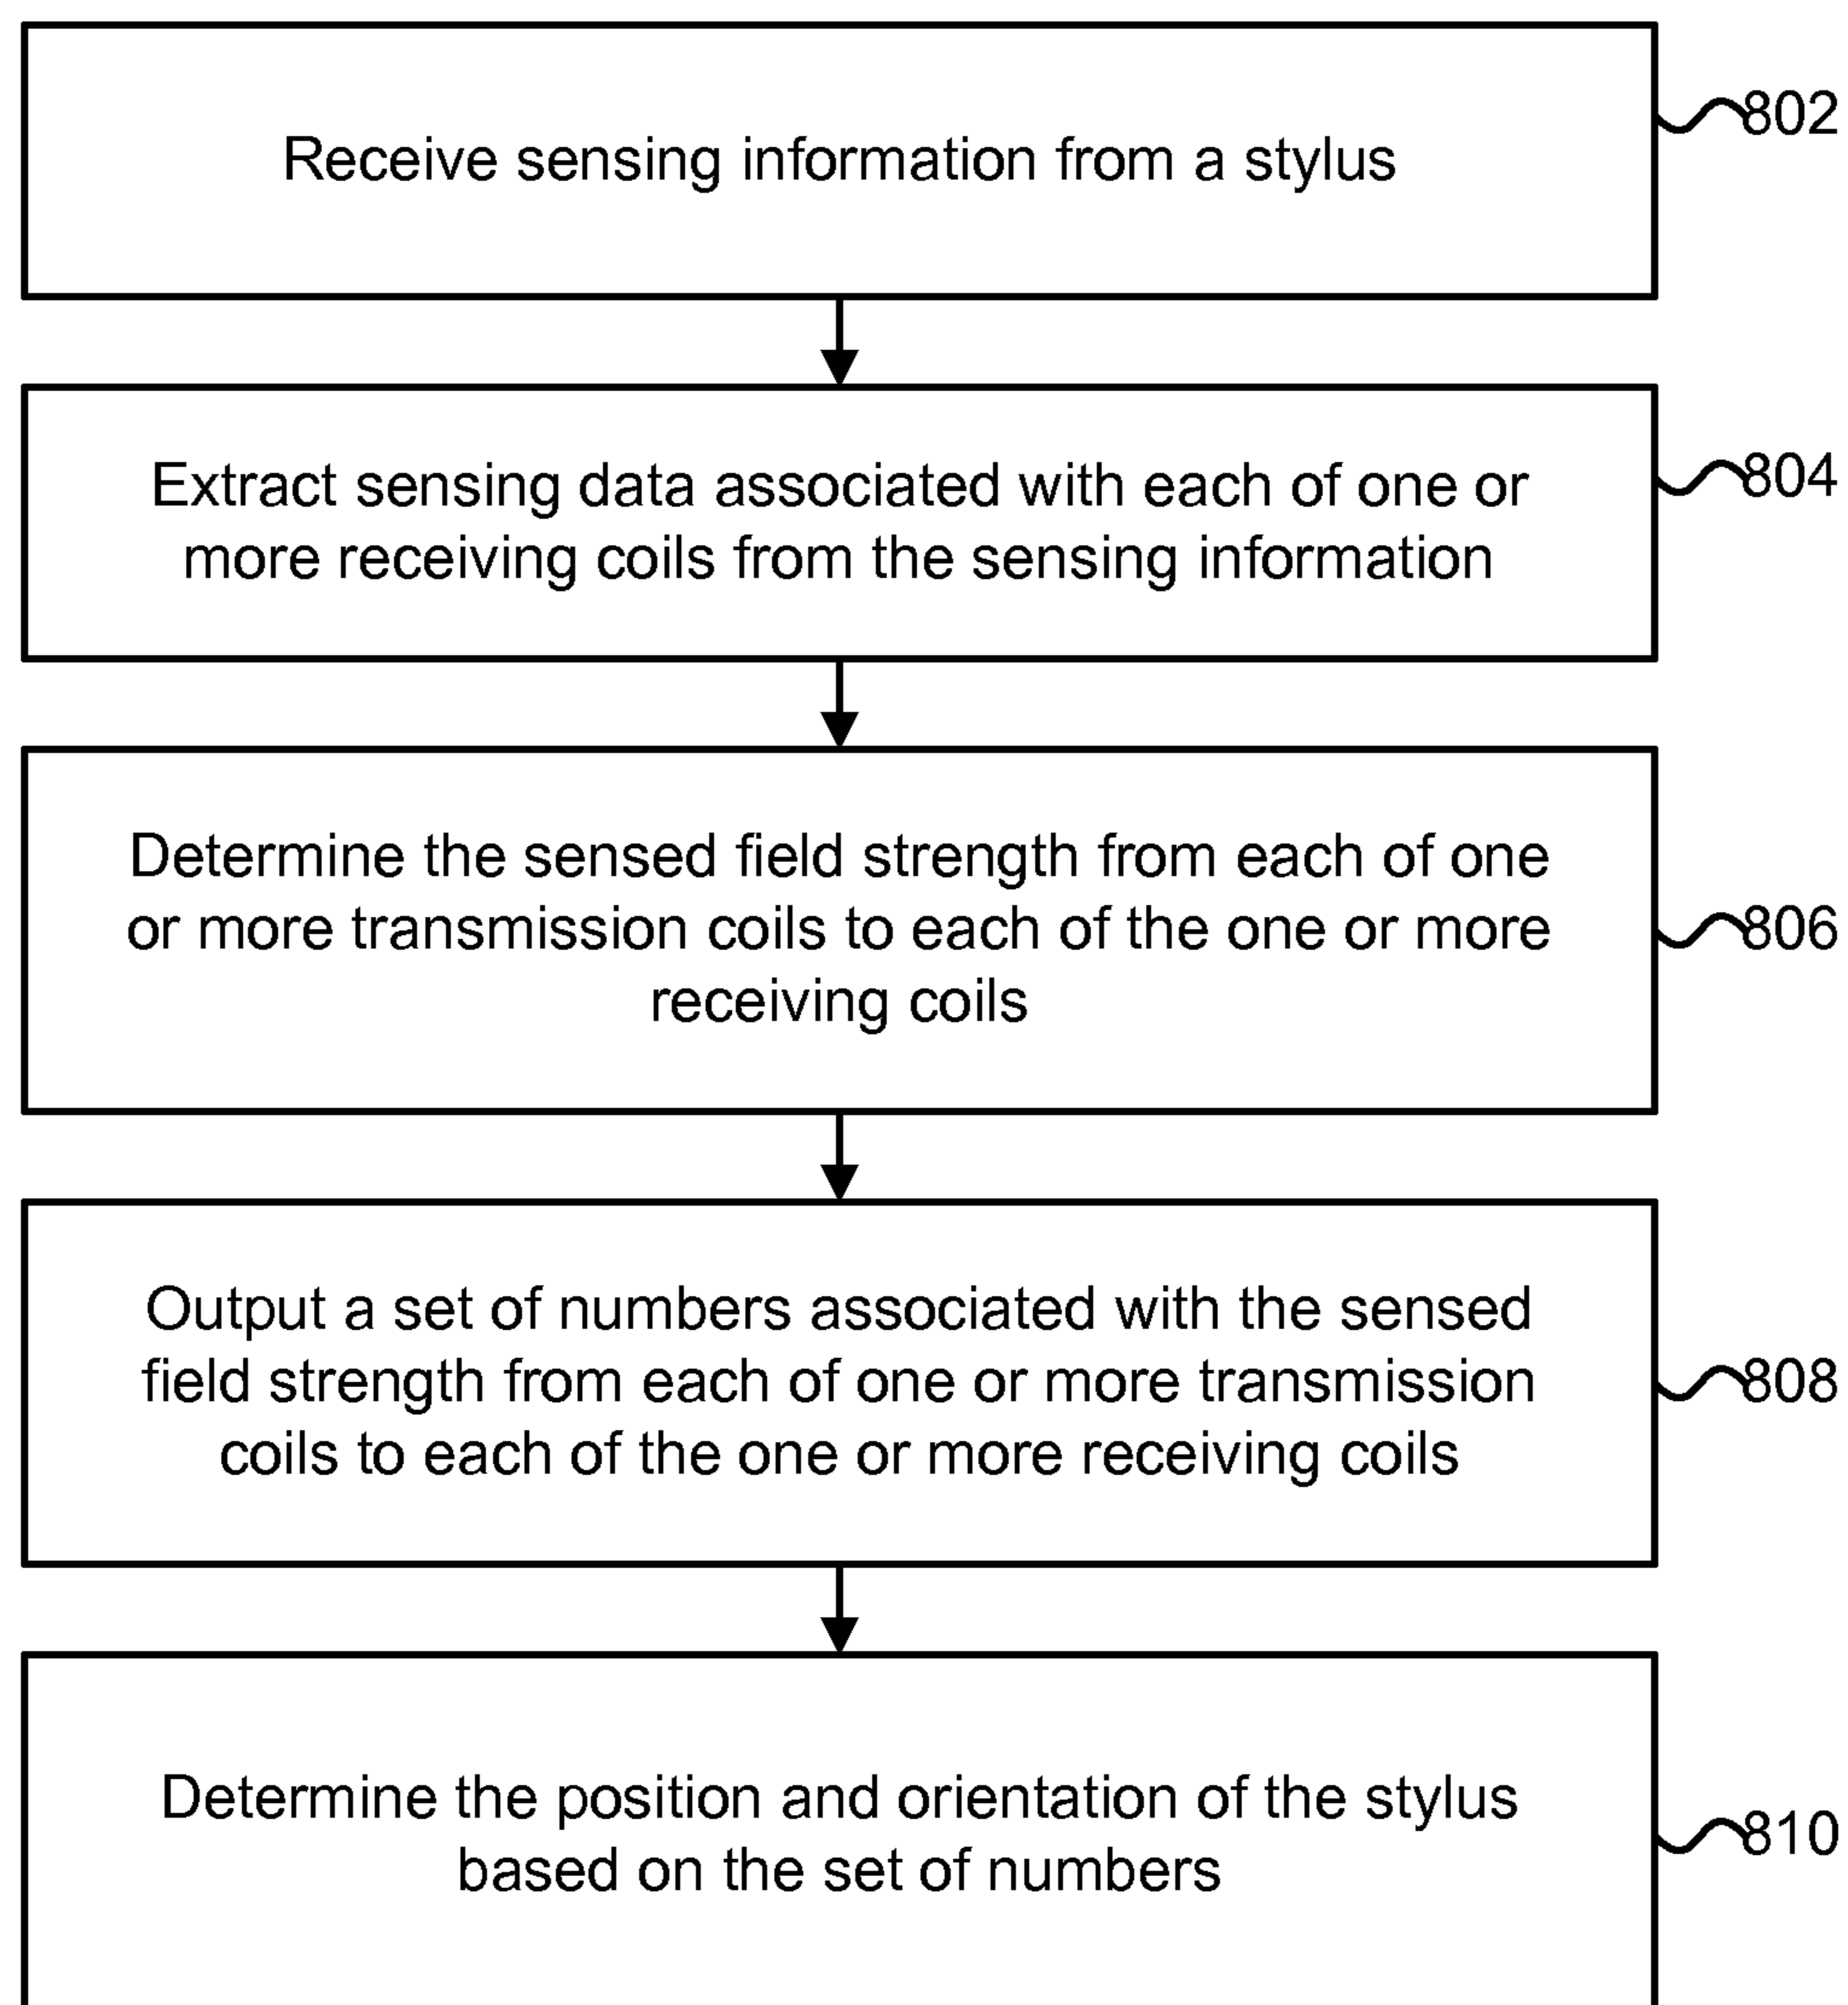 Receive sensing information from a stylus
802
Extract sensing data associated with each of one or
more receiving coils from the sensing information
804
Determine the sensed field strength from each of one
or more transmission coils to each of the one or more
receiving coils
806
Output a set of numbers associated with the sensed
field strength from each of one or more transmission
coils to each of the one or more receiving coils
808
Determine the position and orientation of the stylus
based on the set of numbers
810